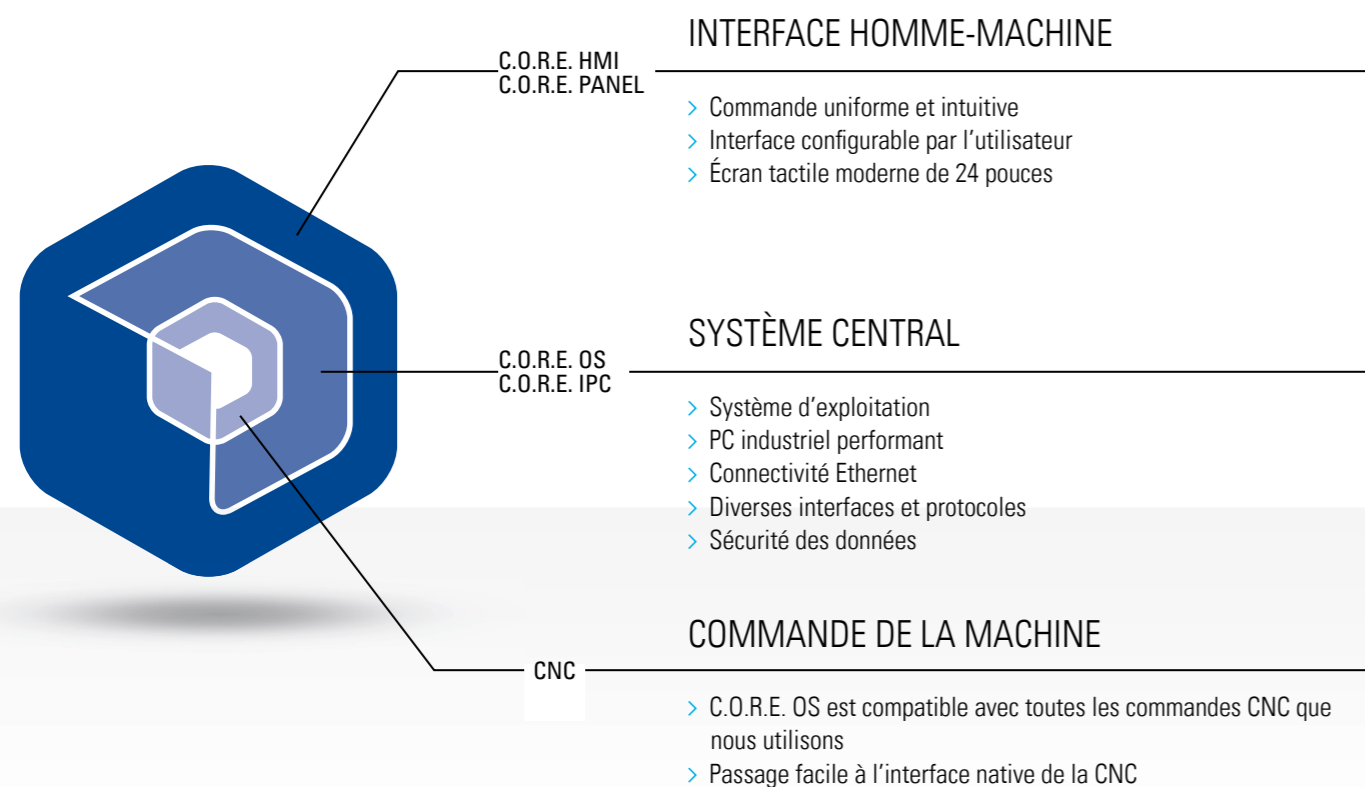 INTERFACE HOMME-MACHINE
C.O.R.E. HMI
C.O.R.E. PANEL
> Commande uniforme et intuitive
> Interface configurable par l'utilisateur
> Écran tactile moderne de 24 pouces
SYSTÈME CENTRAL
C.O.R.E. OS
C.O.R.E. IPC
> Système d'exploitation
> PC industriel performant
> Connectivité Ethernet
> Diverses interfaces et protocoles
> Sécurité des données
COMMANDE DE LA MACHINE
CNC
> C.O.R.E. OS est compatible avec toutes les commandes CNC que
nous utilisons
> Passage facile à l'interface native de la CNC